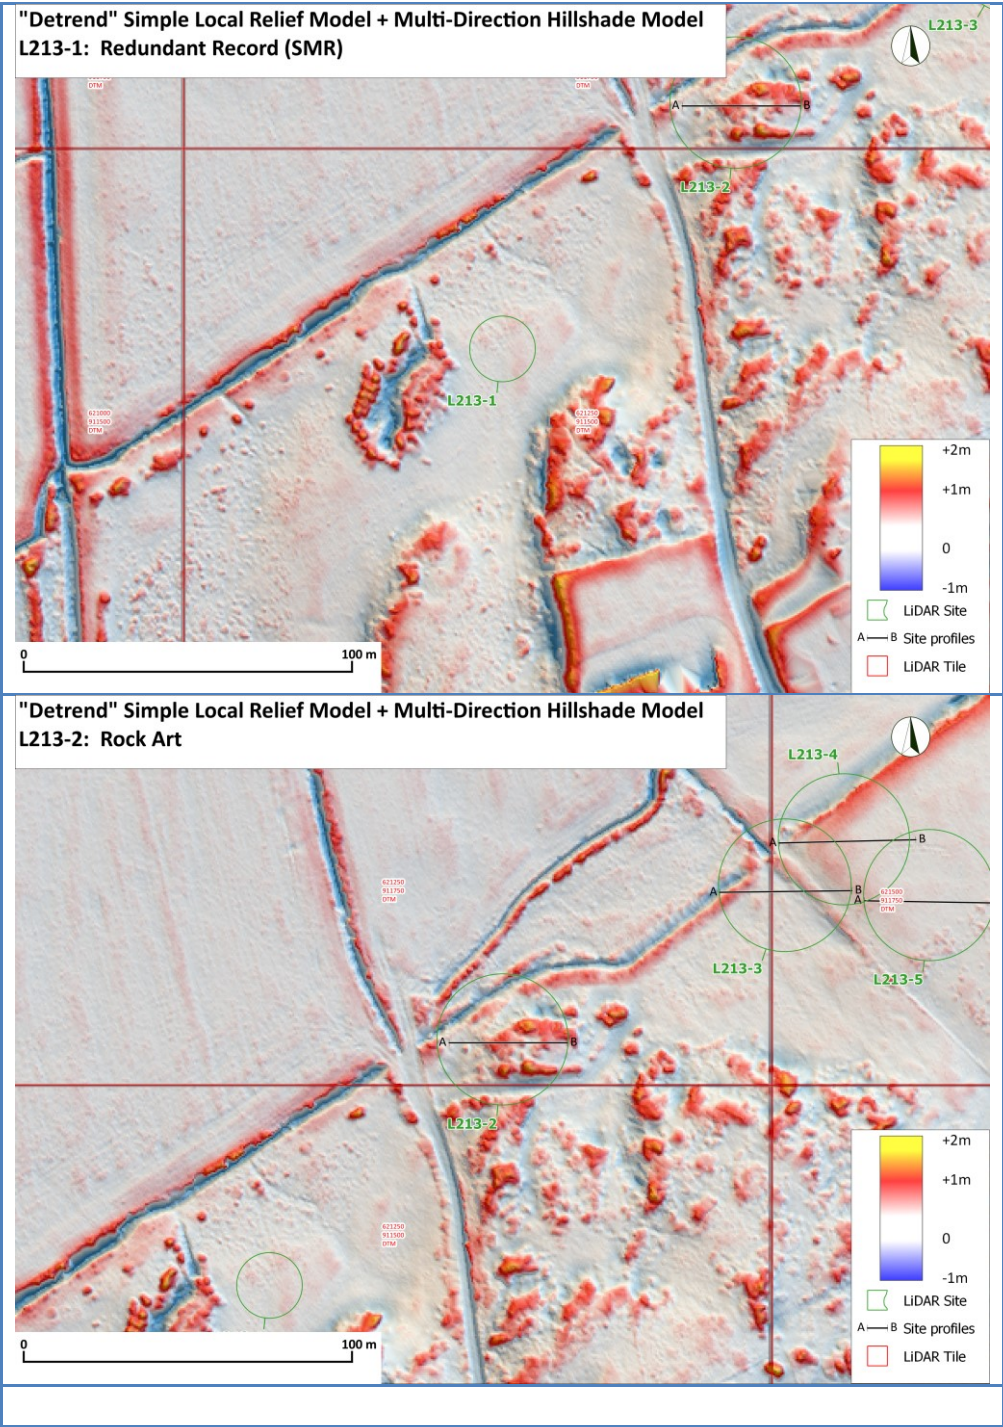 "Detrend" Simple Local Relief Model + Multi-Direction Hillshade Model
L213-1: Redundant Record (SMR)
L213-3
A
B
L213-2
L213-1
621000
911500
DTM
621250
911500
DTM
+2m
+1m
0
-1m
LiDAR Site
A B Site profiles
LiDAR Tile
0 100 m
"Detrend" Simple Local Relief Model + Multi-Direction Hillshade Model
L213-2: Rock Art
L213-4
A
B
A
B
A
621250
911750
DTM
621500
911750
DTM
L213-3
L213-5
A
B
L213-2
621250
911500
DTM
+2m
+1m
0
-1m
LiDAR Site
A B Site profiles
LiDAR Tile
0 100 m